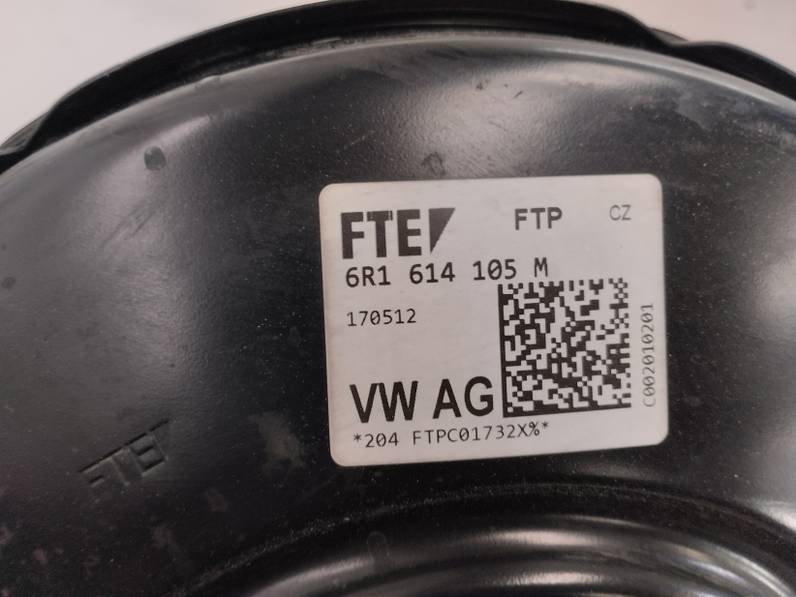 FTE FTP CZ
6R1 614 105 M
170512
C002010201
VW AG
*204 FTPC01732X%*
FTE